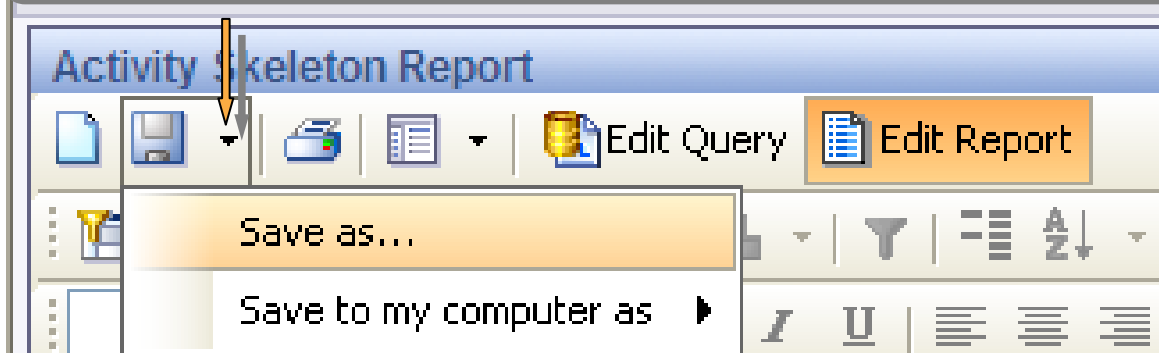 Activity Skeleton Report
Edit Query Edit Report
Save as...
Save to my computer as
I U